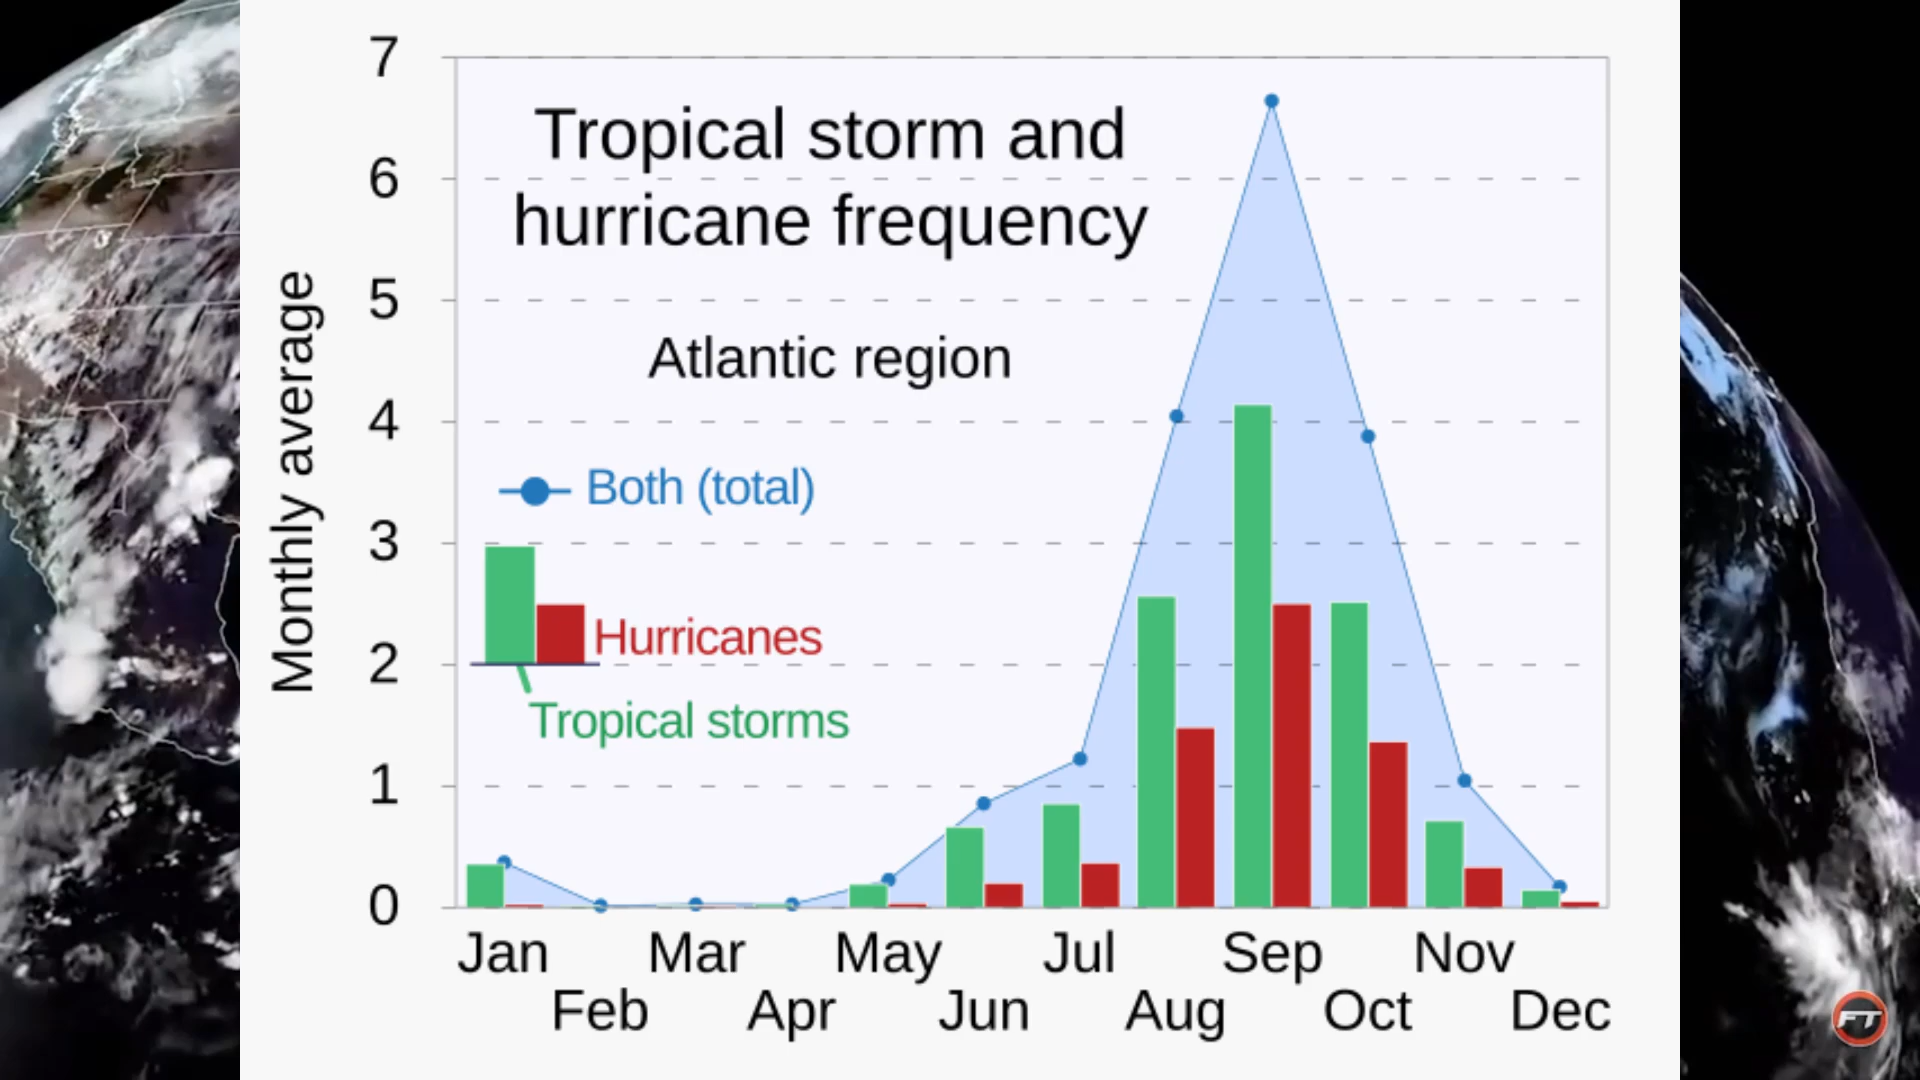 7
Tropical storm and
6
hurricane frequency
5
Atlantic region
4
Both (total)
3
Hurricanes
2
Tropical storms
1
0
Monthly average
Jan Mar May Jul Sep Nov
Feb Apr Jun Aug Oct Dec
FT